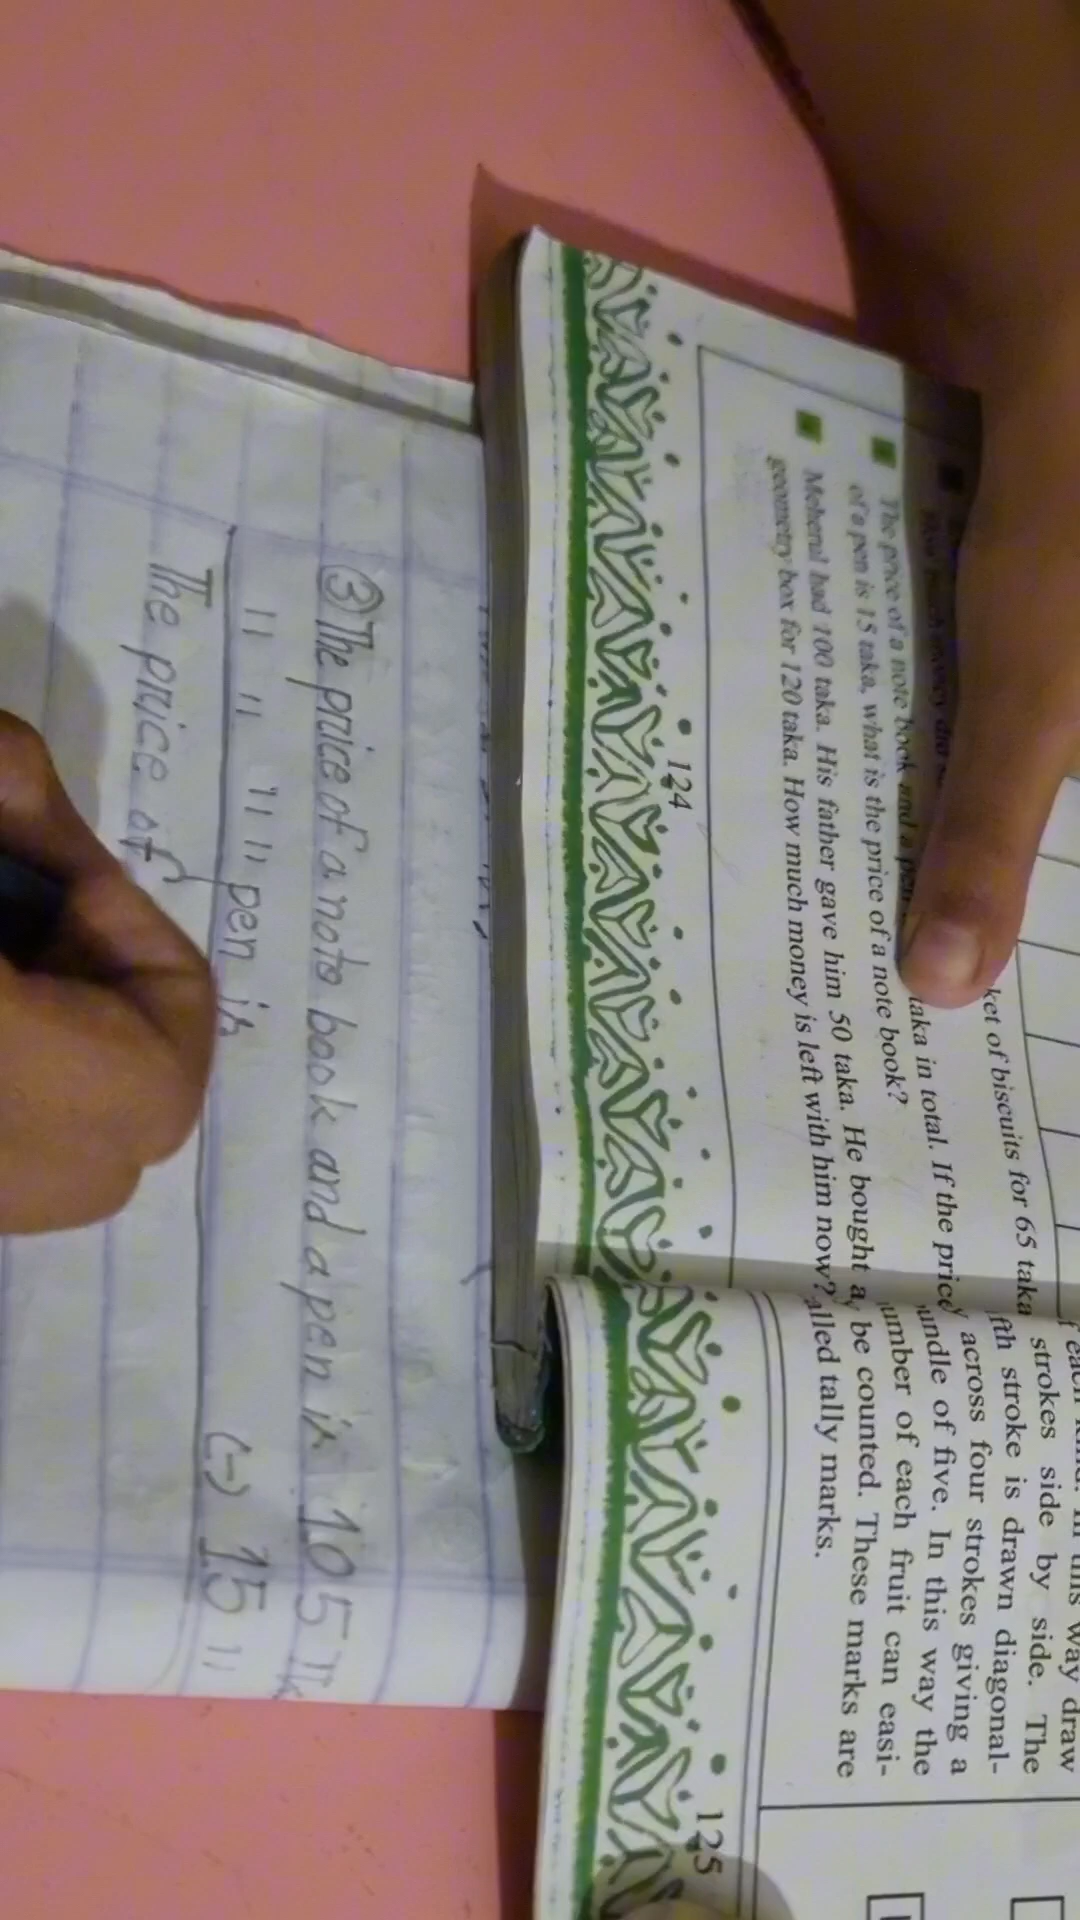 ket of biscuits for 65 taka
The price of a note book and a pen taka in total. If the price
of a pen is 15 taka, what is the price of a note book?
Mehenal had 100 taka. His father gave him 50 taka. He bought a
geometry box for 120 taka. How much money is left with him now?
124
strokes side by side. The
fth stroke is drawn diagonal-
across four strokes giving a
undle of five. In this way the
umber of each fruit can easi-
be counted. These marks are
alled tally marks.
125
③ The price of a note book and a pen is 105 Tk
" " " " pen is (-) 15 "
The price of